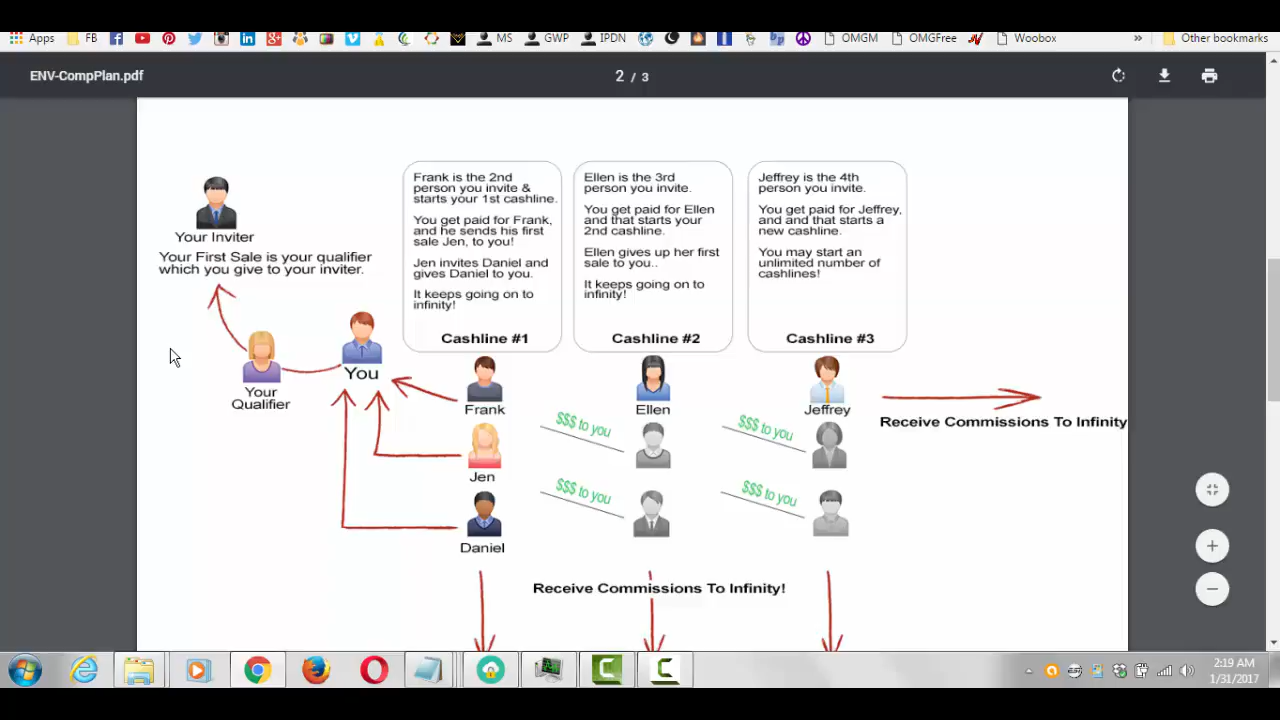 Apps
FB
MS
GWP
IPDN
OMGM
OMGFree
Woobox
»
Other bookmarks
ENV-CompPlan.pdf
2 / 3
Your Inviter
Your First Sale is your qualifier
which you give to your inviter.
Your
Qualifier
You
Frank is the 2nd
person you invite &
starts your 1st cashline.
You get paid for Frank,
and he sends his first
sale Jen, to you!
Jen invites Daniel and
gives Daniel to you.
It keeps going on to
infinity!
Cashline #1
Ellen is the 3rd
person you invite.
You get paid for Ellen
and that starts your
2nd cashline.
Ellen gives up her first
sale to you..
It keeps going on to
infinity!
Cashline #2
Jeffrey is the 4th
person you invite.
You get paid for Jeffrey,
and and that starts a
new cashline.
You may start an
unlimited number of
cashlines!
Cashline #3
Frank
Ellen
Jeffrey
Receive Commissions To Infinity
$$$ to you
$$$ to you
Jen
$$$ to you
$$$ to you
Daniel
Receive Commissions To Infinity!
2:19 AM
1/31/2017